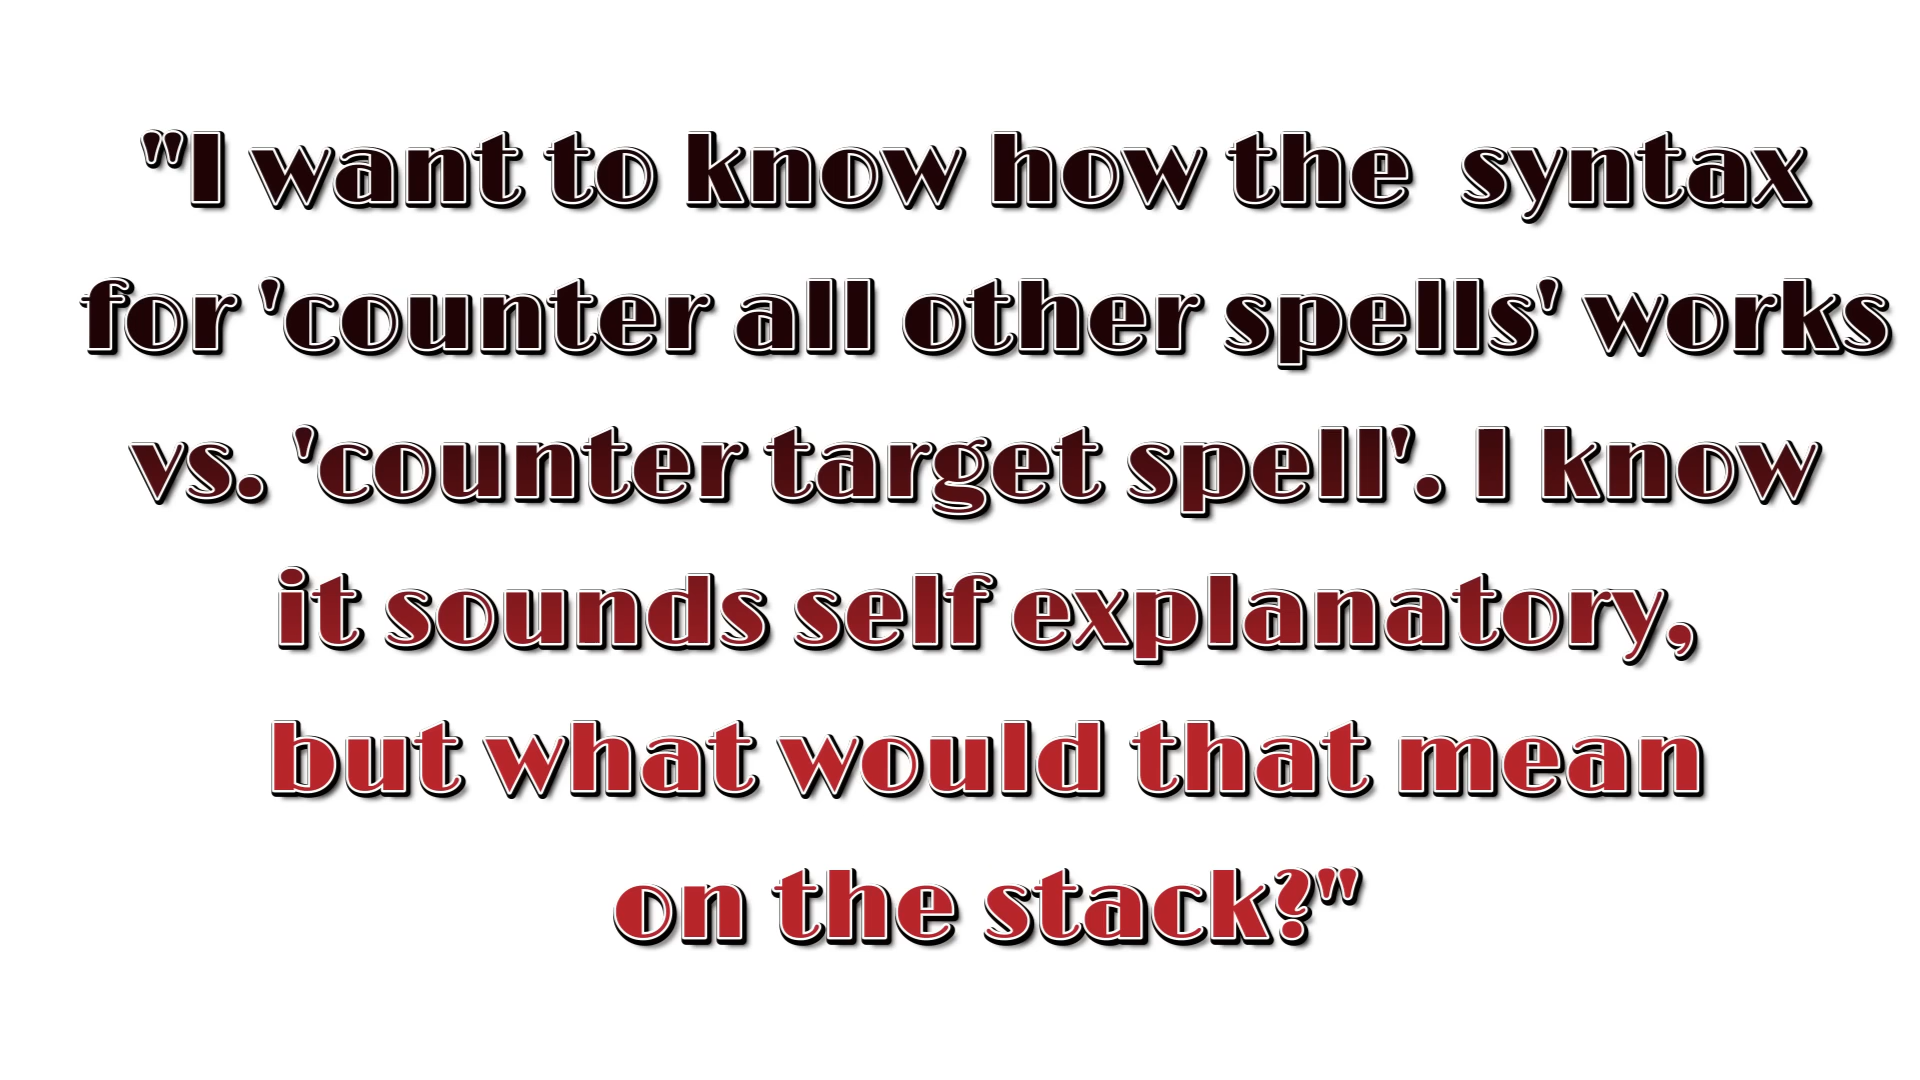 "I want to know how the  syntax
for 'counter all other spells' works
vs. 'counter target spell'. I know
it sounds self explanatory,
but what would that mean
on the stack?"